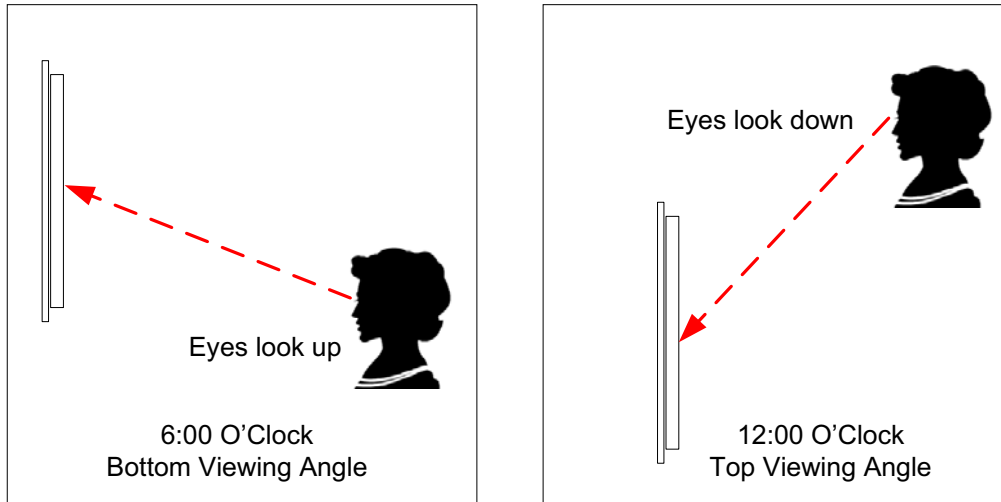 Eyes look up
6:00 O’Clock
Bottom Viewing Angle
Eyes look down
12:00 O’Clock
Top Viewing Angle